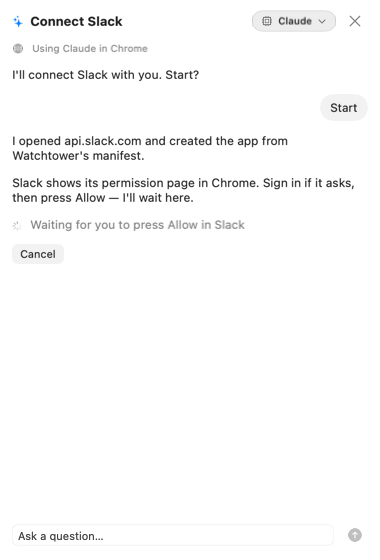 Connect Slack
Claude
Using Claude in Chrome
I'll connect Slack with you. Start?
Start
I opened api.slack.com and created the app from
Watchtower's manifest.
Slack shows its permission page in Chrome. Sign in if it asks,
then press Allow — I'll wait here.
Waiting for you to press Allow in Slack
Cancel
Ask a question...